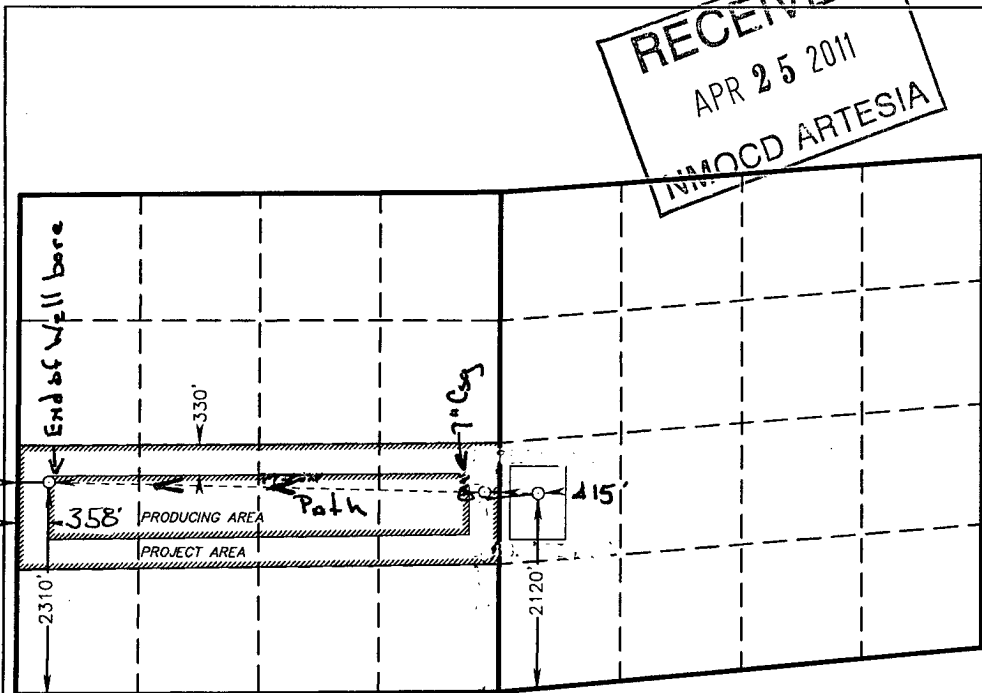 RECEIVED
APR 25 2011
NMOCD ARTESIA
End of Well bore
330'
7" Csg
Path
415'
358'
PRODUCING AREA
PROJECT AREA
2310'
2120'